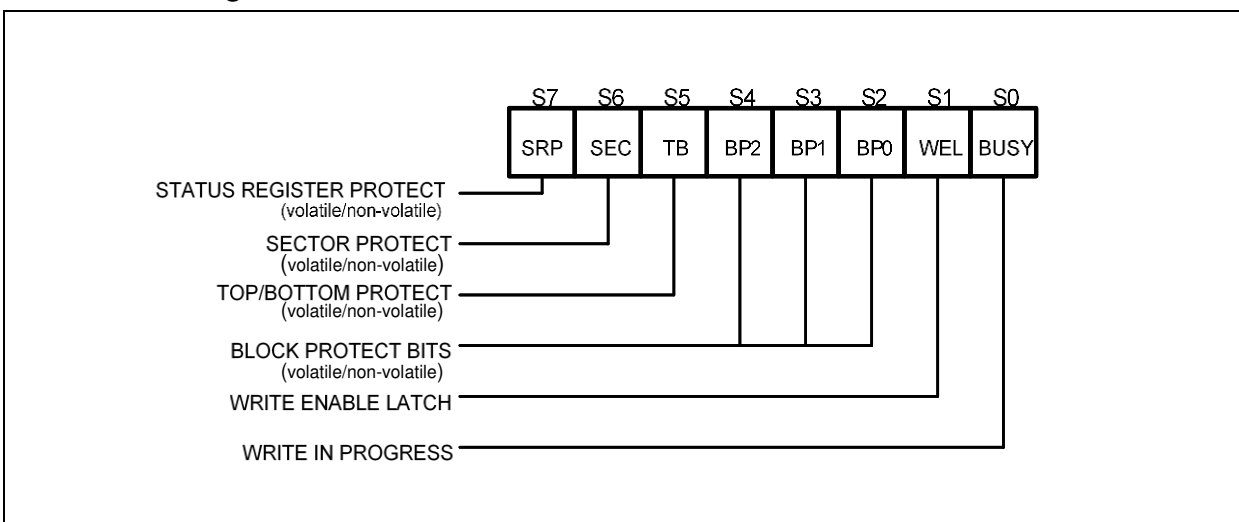 S7 S6 S5 S4 S3 S2 S1 S0
SRP SEC TB BP2 BP1 BP0 WEL BUSY
STATUS REGISTER PROTECT
(volatile/non-volatile)
SECTOR PROTECT
(volatile/non-volatile)
TOP/BOTTOM PROTECT
(volatile/non-volatile)
BLOCK PROTECT BITS
(volatile/non-volatile)
WRITE ENABLE LATCH
WRITE IN PROGRESS